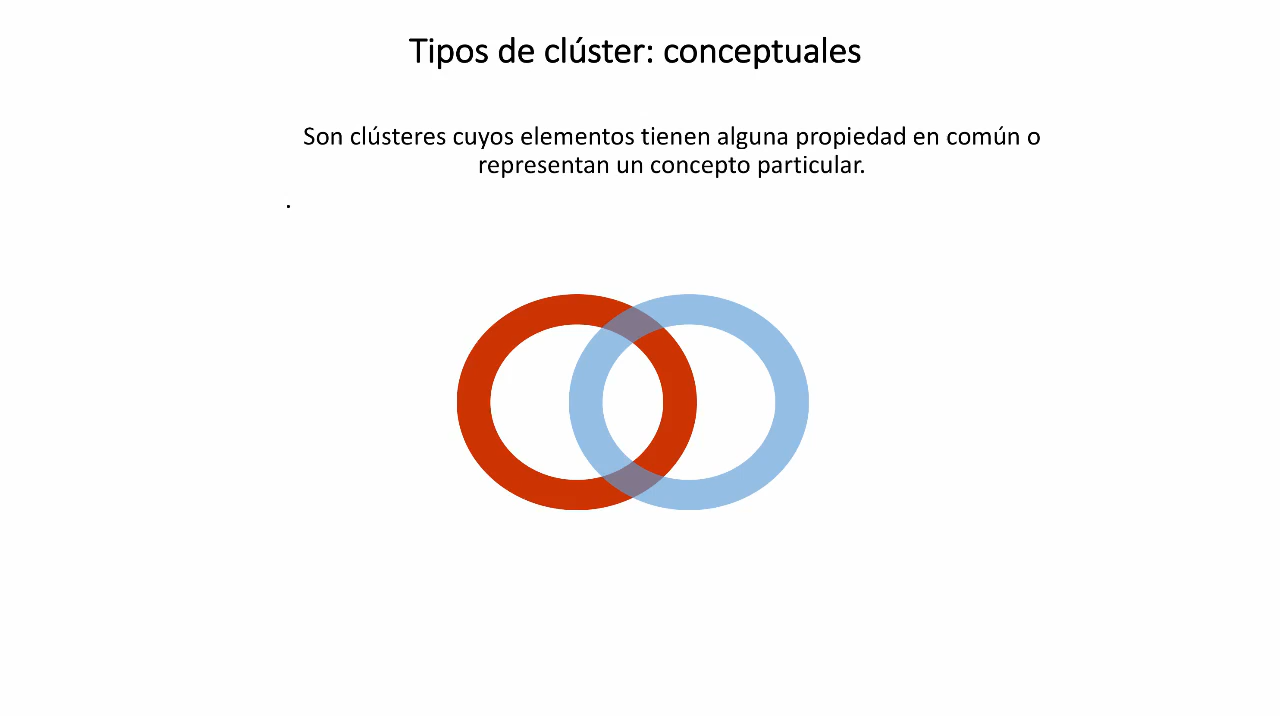 Tipos de clúster: conceptuales
Son clústeres cuyos elementos tienen alguna propiedad en común o
representan un concepto particular.
.